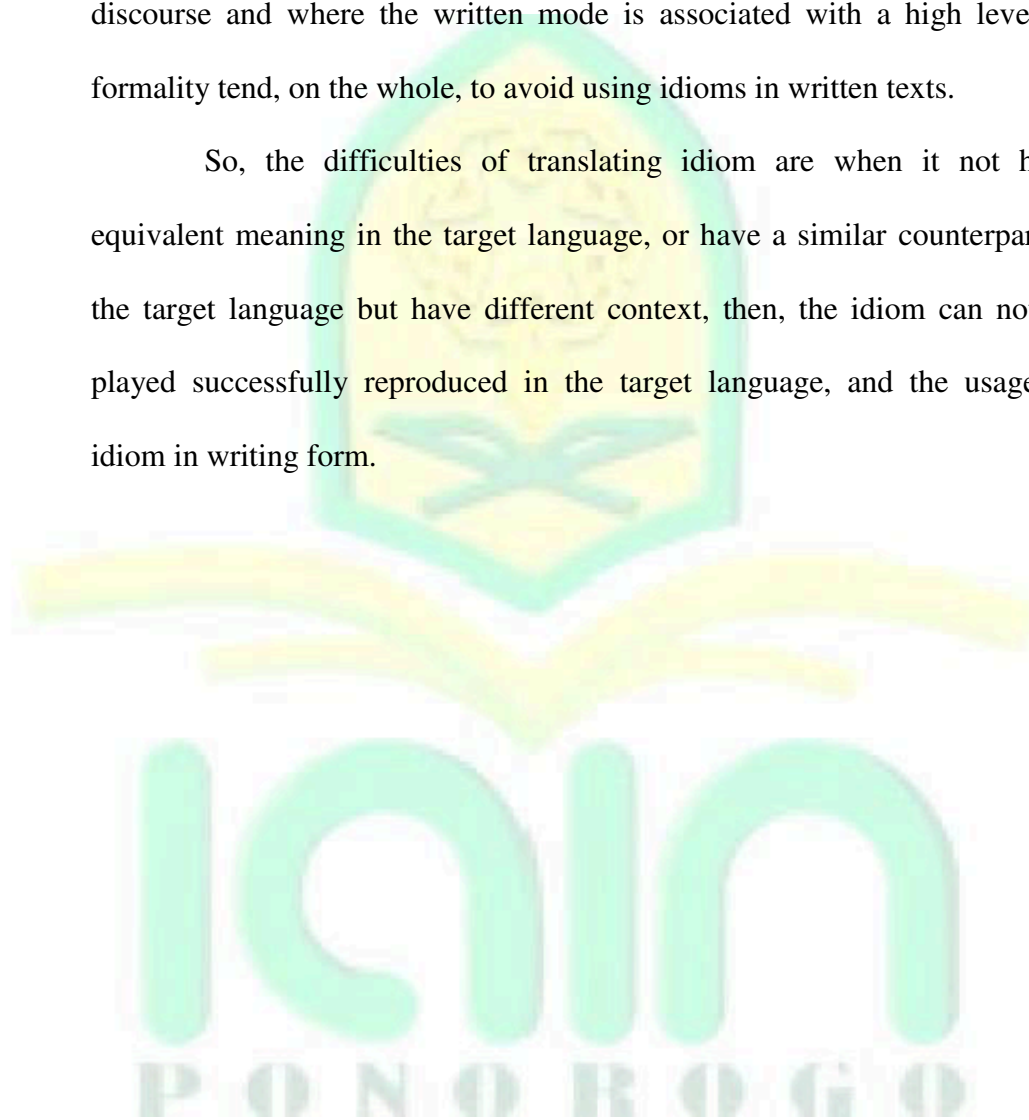 discourse and where the written mode is associated with a high leve
formality tend, on the whole, to avoid using idioms in written texts.
So, the difficulties of translating idiom are when it not h
equivalent meaning in the target language, or have a similar counterpar
the target language but have different context, then, the idiom can no
played successfully reproduced in the target language, and the usage
idiom in writing form.
iain
PONOROGO